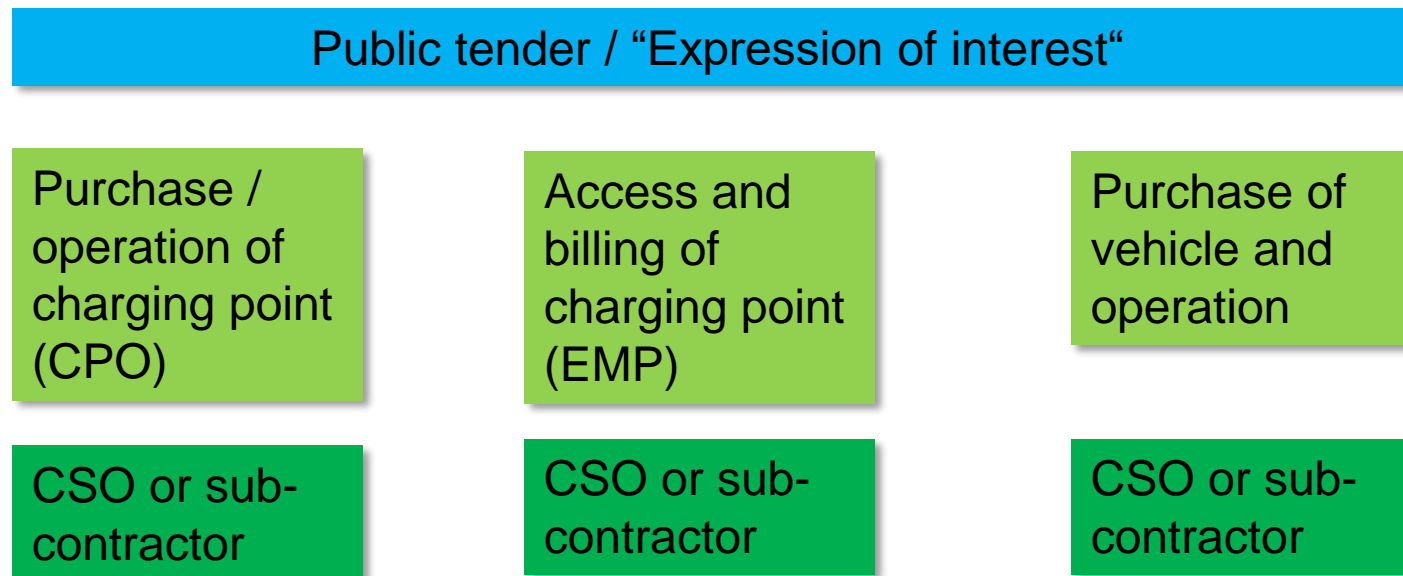 Public tender / “Expression of interest“
Purchase /
operation of
charging point
(CPO)
Access and
billing of
charging point
(EMP)
Purchase of
vehicle and
operation
CSO or sub-
contractor
CSO or sub-
contractor
CSO or sub-
contractor